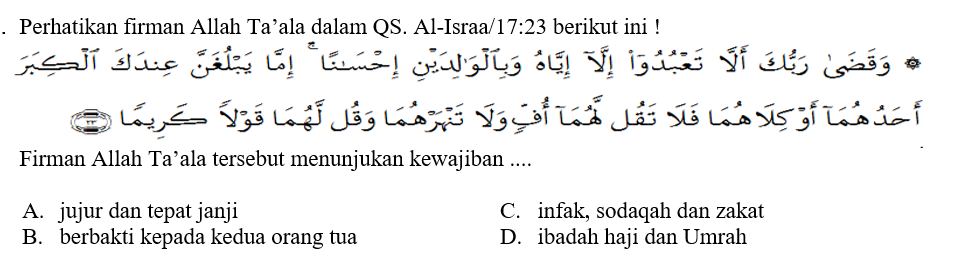 . Perhatikan firman Allah Ta’ala dalam QS. Al-Israa/17:23 berikut ini !
۞ وَقَضَىٰ رَبُّكَ أَلَّا تَعْبُدُوٓا۟ إِلَّآ إِيَّاهُ وَبِٱلْوَٰلِدَيْنِ إِحْسَـٰنًا ۚ إِمَّا يَبْلُغَنَّ عِندَكَ ٱلْكِبَرَ
أَحَدُهُمَآ أَوْ كِلَاهُمَا فَلَا تَقُل لَّهُمَآ أُفٍّ وَلَا تَنْهَرْهُمَا وَقُل لَّهُمَا قَوْلًا كَرِيمًا ٢٣
Firman Allah Ta’ala tersebut menunjukan kewajiban ....
A. jujur dan tepat janji
B. berbakti kepada kedua orang tua
C. infak, sodaqah dan zakat
D. ibadah haji dan Umrah